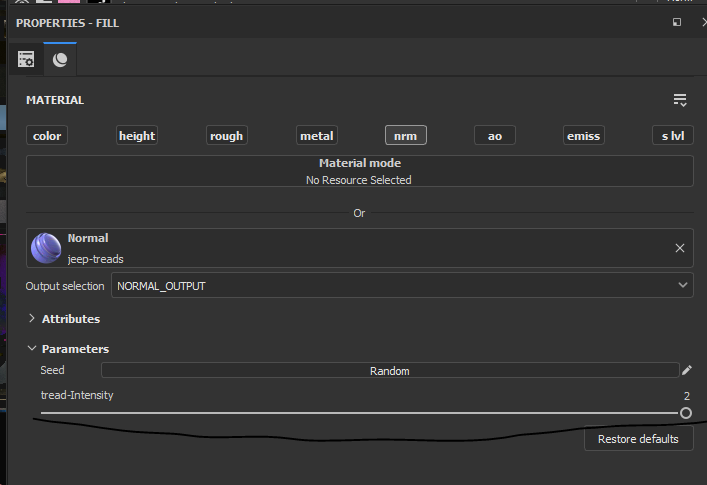 PROPERTIES - FILL
MATERIAL
color height rough metal nrm ao emiss s lvl
Material mode
No Resource Selected
Or
Normal
jeep-treads
Output selection NORMAL_OUTPUT
Attributes
Parameters
Seed Random
tread-Intensity 2
Restore defaults